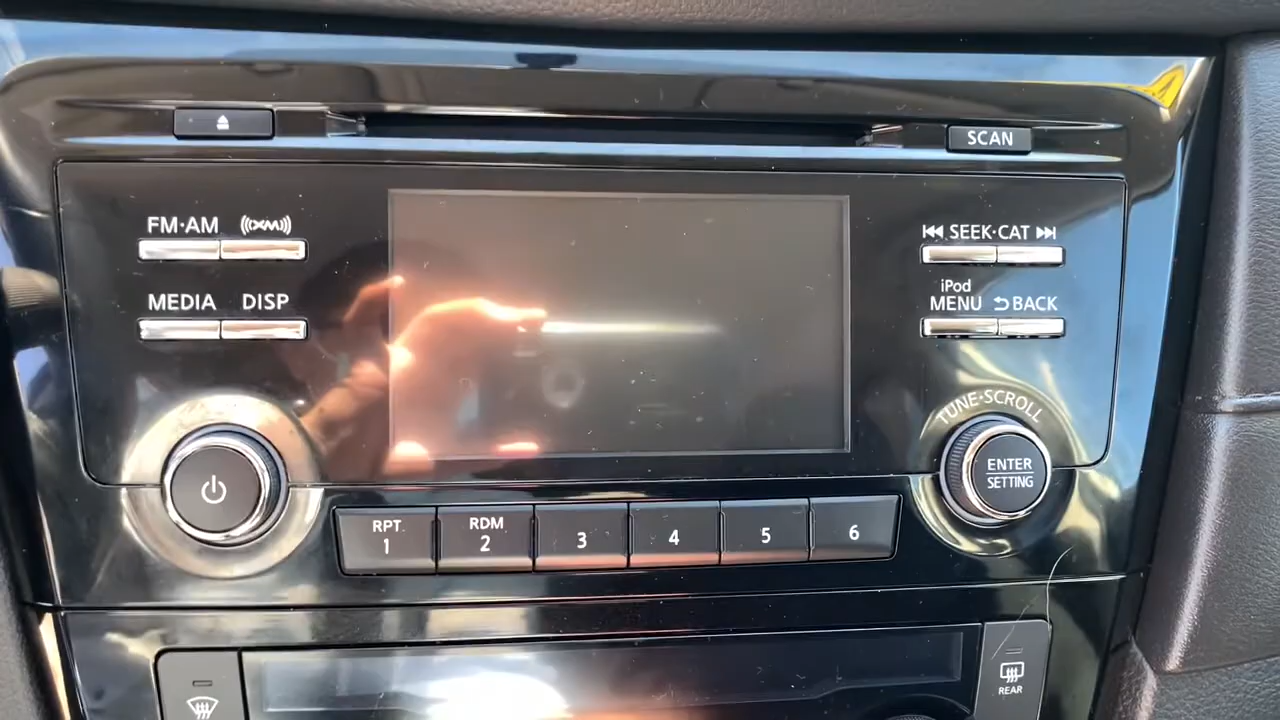 SCAN
FM·AM ((XM))
SEEK·CAT
MEDIA DISP
iPod
MENU BACK
TUNE·SCROLL
ENTER
SETTING
RPT
1
RDM
2
3
4
5
6
REAR